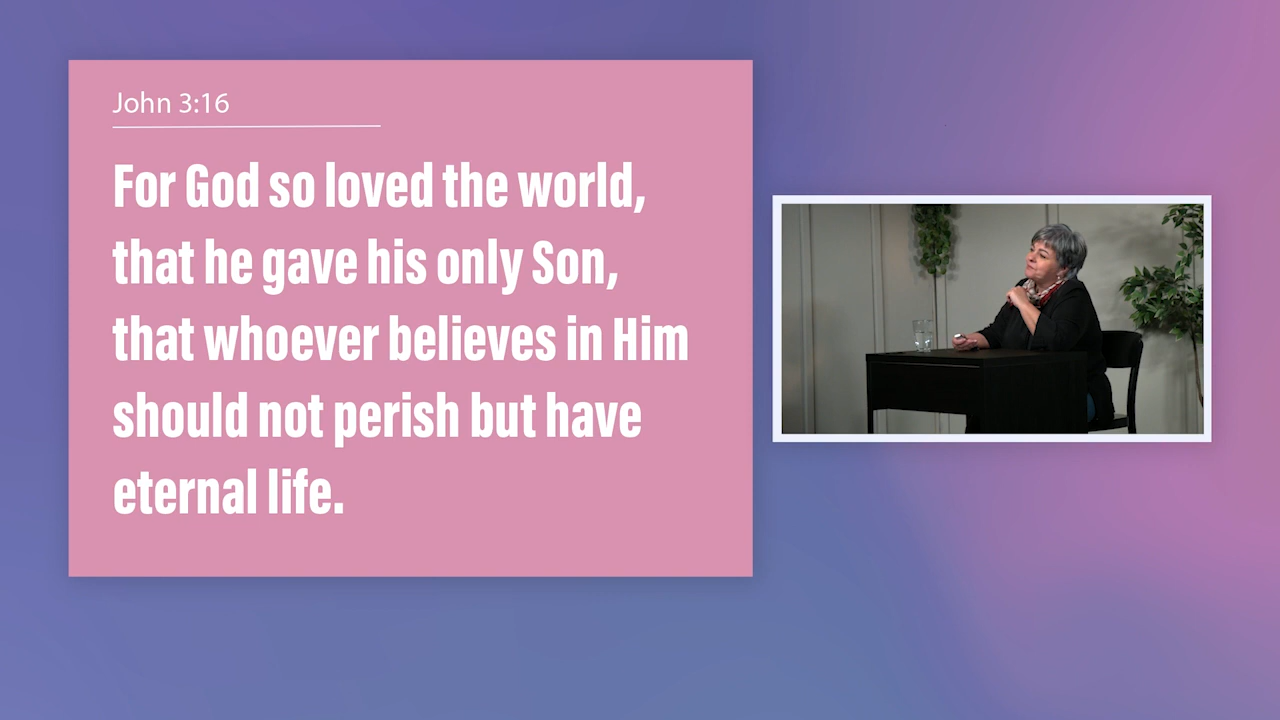 John 3:16
For God so loved the world,
that he gave his only Son,
that whoever believes in Him
should not perish but have
eternal life.